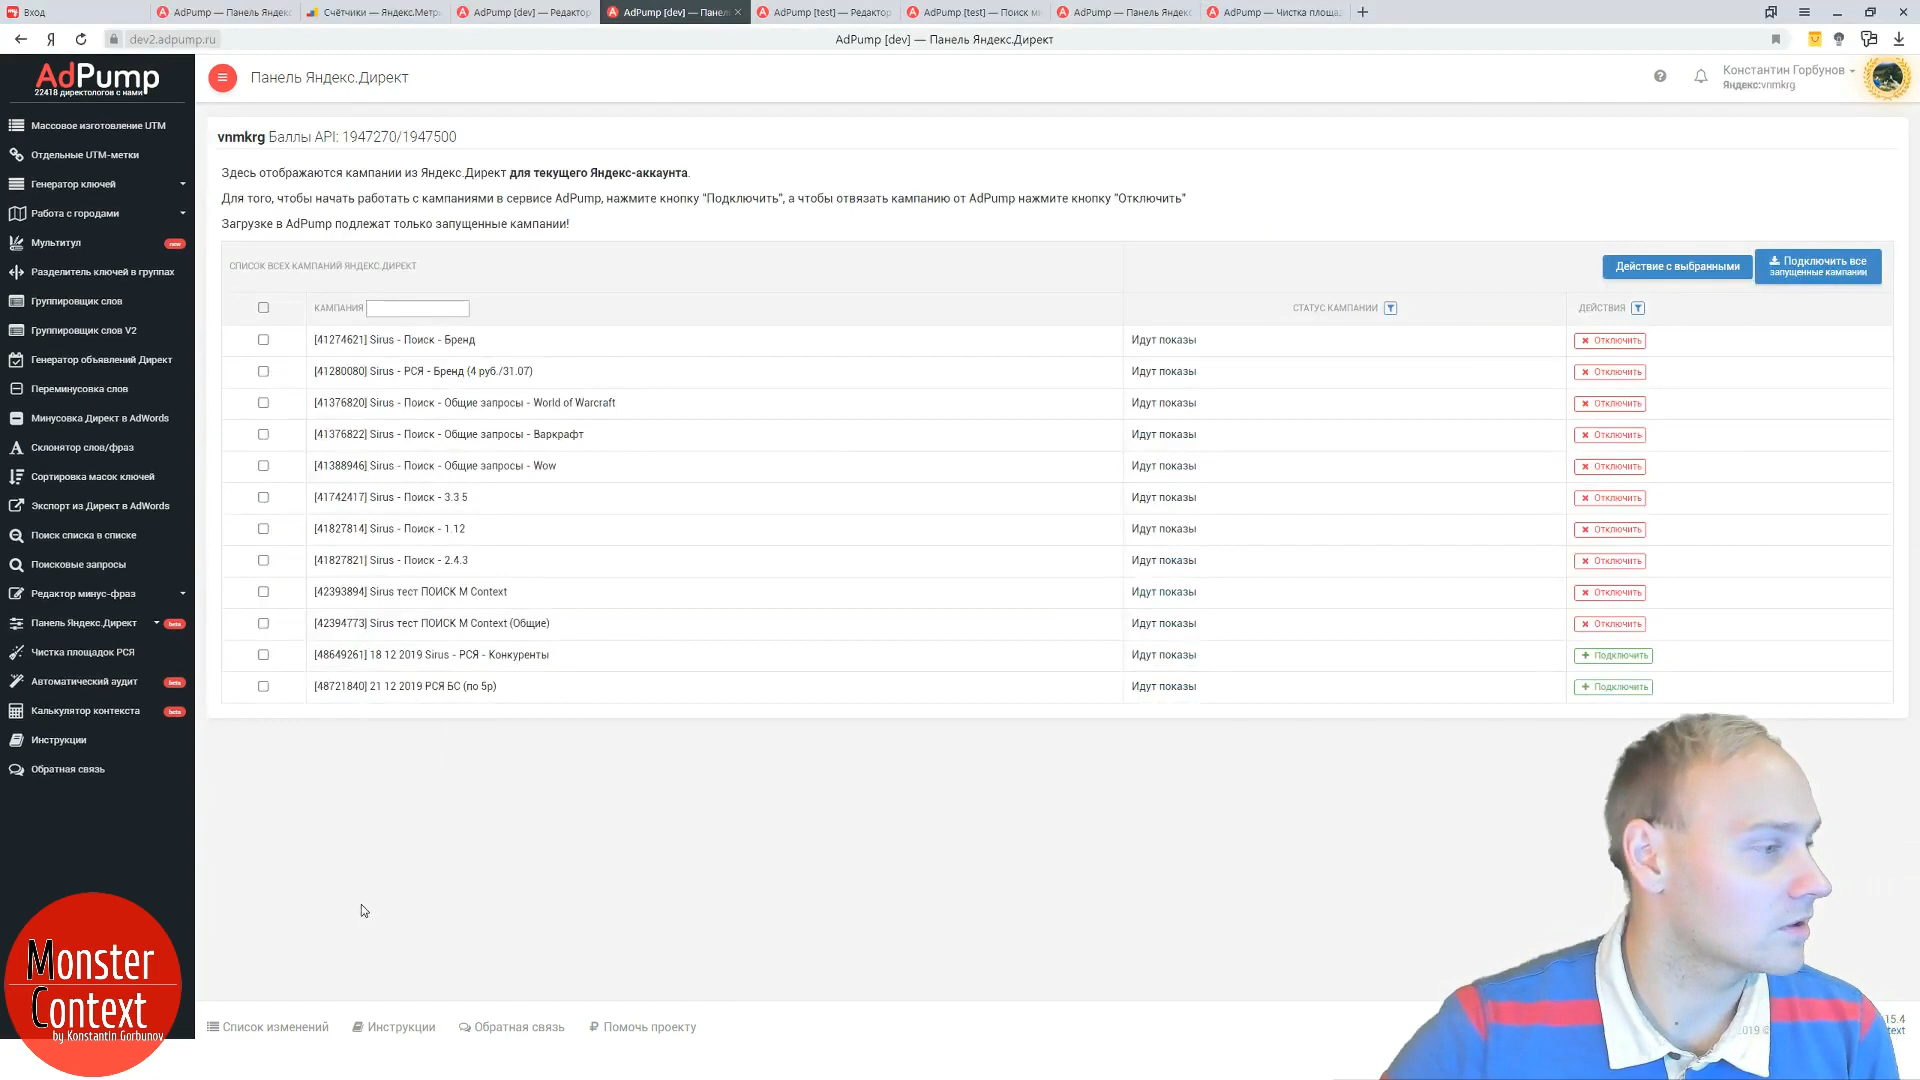 Вход
AdPump — Панель Яндекс
Счётчики — Яндекс.Метр
AdPump [dev] — Редактор
AdPump [dev] — Панел
AdPump [test] — Редактор
AdPump [test] — Поиск м
AdPump — Панель Яндекс
AdPump — Чистка площа
dev2.adpump.ru
AdPump [dev] — Панель Яндекс.Директ
AdPump
22418 директологов с нами
Панель Яндекс.Директ
Константин Горбунов
Яндекс:vnmkrg
Массовое изготовление UTM
Отдельные UTM-метки
Генератор ключей
Работа с городами
Мультитул new
Разделитель ключей в группах
Группировщик слов
Группировщик слов V2
Генератор объявлений Директ
Переминусовка слов
Минусовка Директ в AdWords
Склонятор слов/фраз
Сортировка масок ключей
Экспорт из Директ в AdWords
Поиск списка в списке
Поисковые запросы
Редактор минус-фраз
Панель Яндекс.Директ beta
Чистка площадок РСЯ
Автоматический аудит beta
Калькулятор контекста beta
Инструкции
Обратная связь
vnmkrg Баллы API: 1947270/1947500
Здесь отображаются кампании из Яндекс.Директ для текущего Яндекс-аккаунта.
Для того, чтобы начать работать с кампаниями в сервисе AdPump, нажмите кнопку "Подключить", а чтобы отвязать кампанию от AdPump нажмите кнопку "Отключить"
Загрузке в AdPump подлежат только запущенные кампании!
СПИСОК ВСЕХ КАМПАНИЙ ЯНДЕКС.ДИРЕКТ
Действие с выбранными
Подключить все
запущенные кампании
КАМПАНИЯ СТАТУС КАМПАНИИ ДЕЙСТВИЯ
[41274621] Sirus - Поиск - Бренд Идут показы Отключить
[41280080] Sirus - РСЯ - Бренд (4 руб./31.07) Идут показы Отключить
[41376820] Sirus - Поиск - Общие запросы - World of Warcraft Идут показы Отключить
[41376822] Sirus - Поиск - Общие запросы - Варкрафт Идут показы Отключить
[41388946] Sirus - Поиск - Общие запросы - Wow Идут показы Отключить
[41742417] Sirus - Поиск - 3.3.5 Идут показы Отключить
[41827814] Sirus - Поиск - 1.12 Идут показы Отключить
[41827821] Sirus - Поиск - 2.4.3 Идут показы Отключить
[42393894] Sirus тест ПОИСК M Context Идут показы Отключить
[42394773] Sirus тест ПОИСК M Context (Общие) Идут показы Отключить
[48649261] 18 12 2019 Sirus - РСЯ - Конкуренты Идут показы Подключить
[48721840] 21 12 2019 РСЯ БС (по 5р) Идут показы Подключить
Monster
Context
by Konstantin Gorbunov
Список изменений
Инструкции
Обратная связь
Помочь проекту
2019 ©
15.4
text